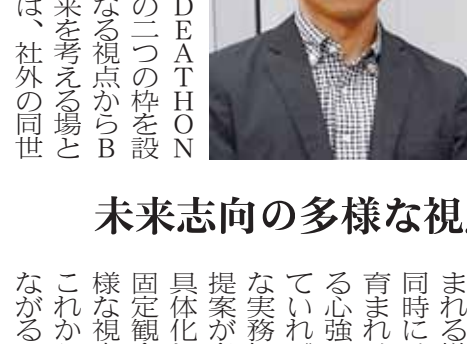 DEATHON
の二つの枠を設
なる視点からB
来を考える場と
は、社外の同世
未来志向の多様な視
まれる
同時に
育まれ
る心強
ていれ
な実務
提案が
具体化
固定観
様な視
これか
ながる